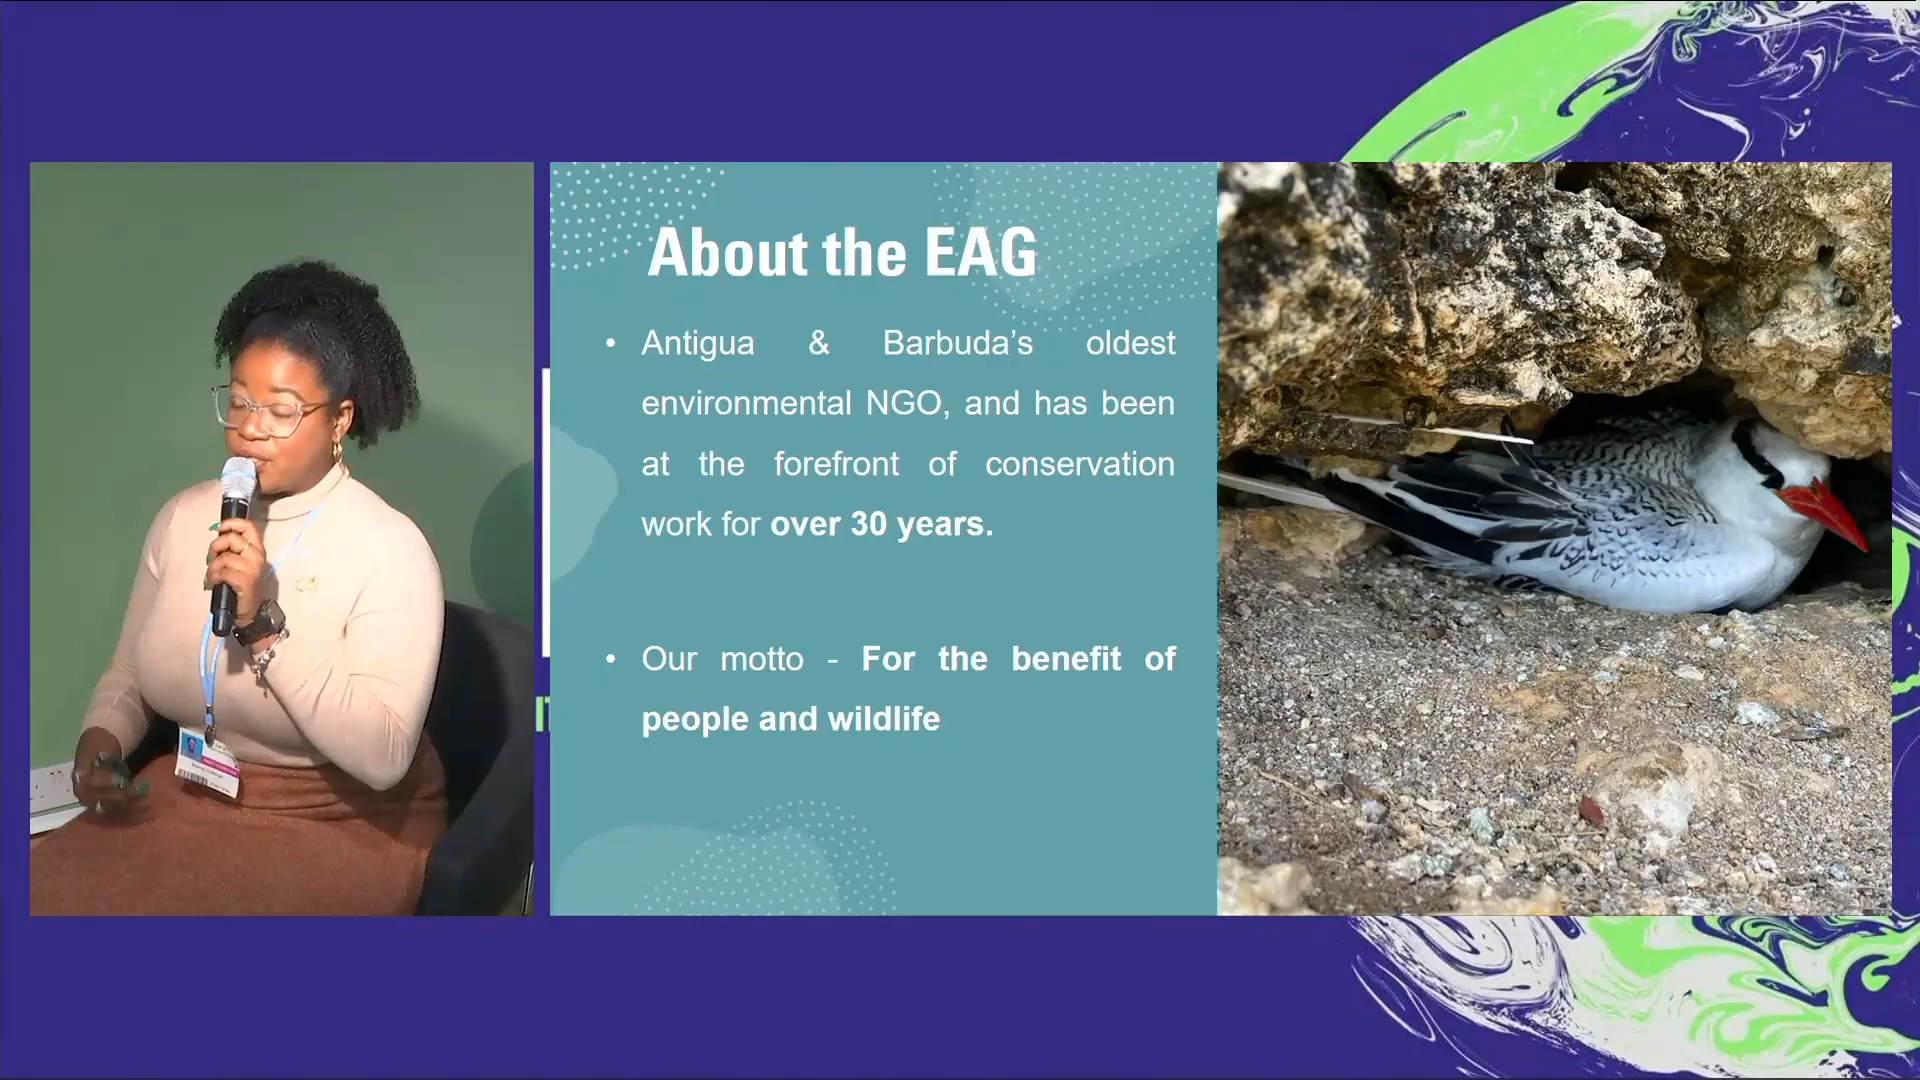 About the EAG
• Antigua & Barbuda’s oldest
environmental NGO, and has been
at the forefront of conservation
work for over 30 years.
• Our motto - For the benefit of
people and wildlife